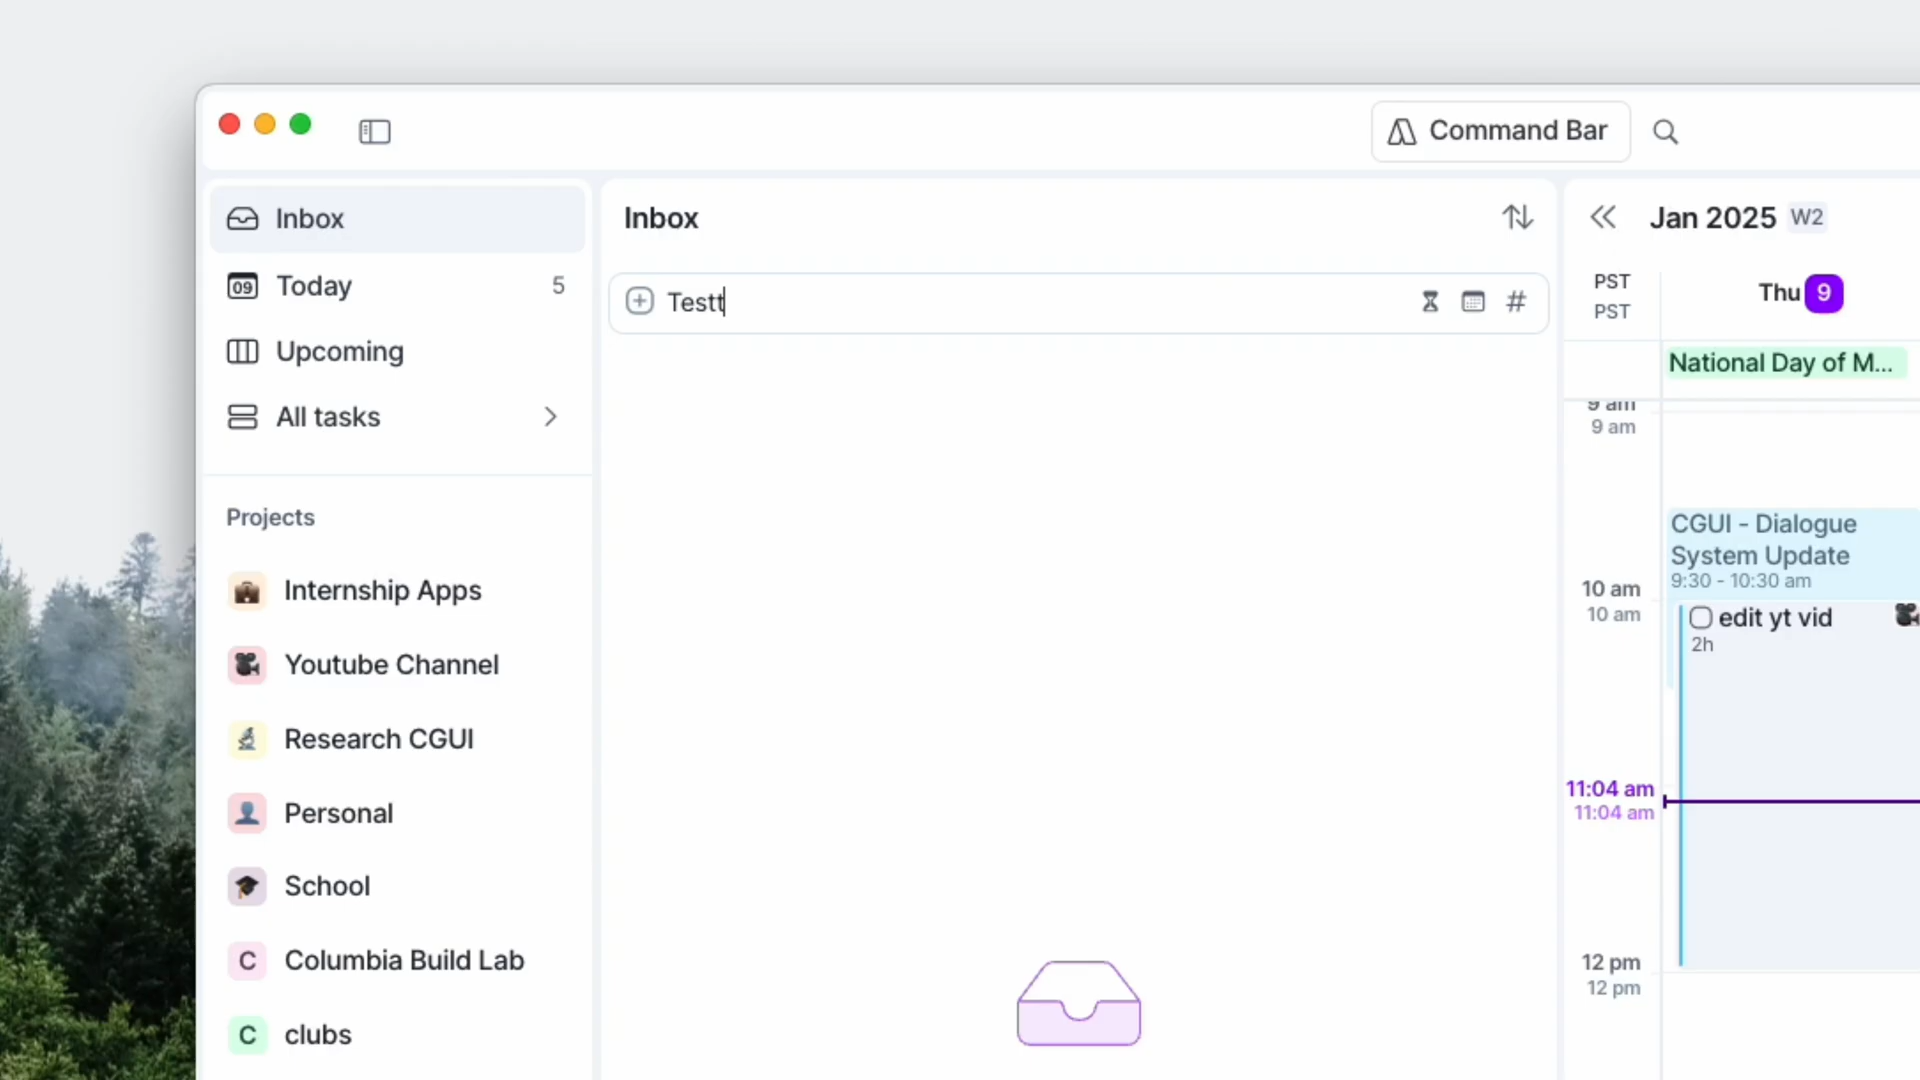 Command Bar
Inbox
Today 5
09
Upcoming
All tasks
Projects
Internship Apps
Youtube Channel
Research CGUI
Personal
School
C Columbia Build Lab
C clubs
Inbox
Testt
#
Jan 2025 W2
PST
PST
Thu 9
National Day of M...
9 am
9 am
CGUI - Dialogue
System Update
9:30 - 10:30 am
10 am
10 am
edit yt vid
2h
11:04 am
11:04 am
12 pm
12 pm